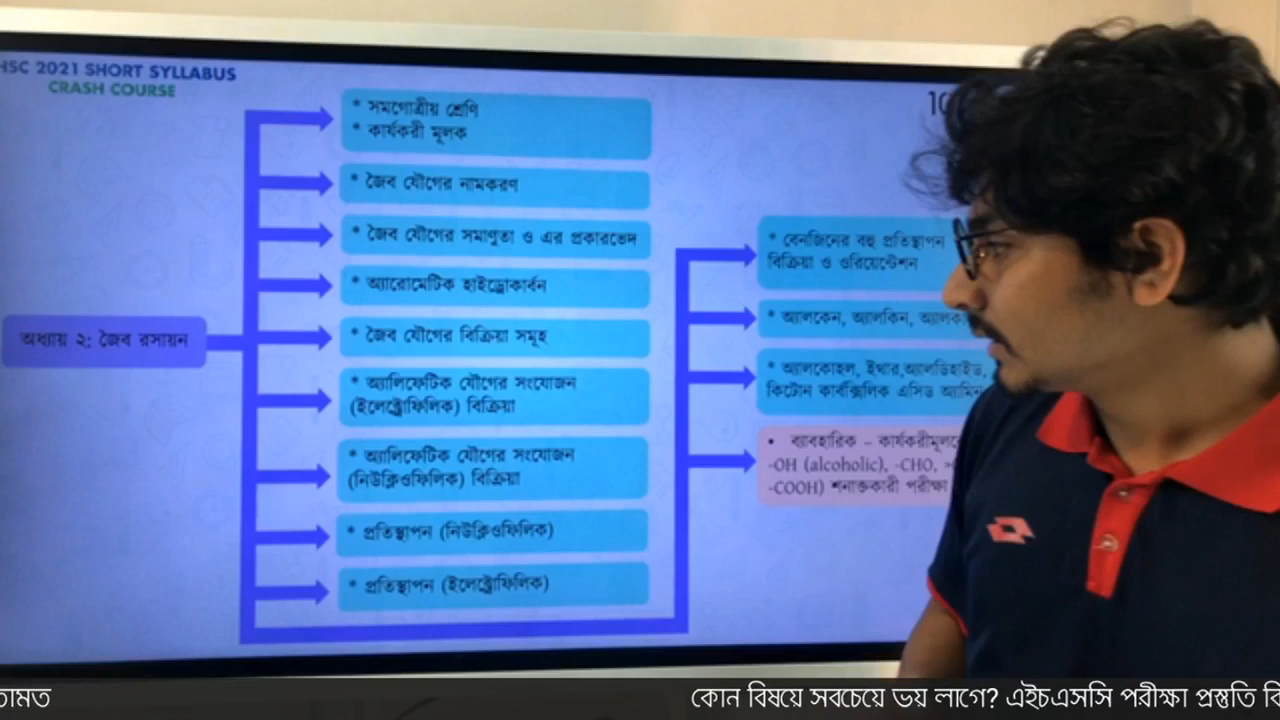 HSC 2021 SHORT SYLLABUS
CRASH COURSE
10
* সমগোত্রীয় শ্রেণি
* কার্যকরী মূলক
* জৈব যৌগের নামকরণ
* জৈব যৌগের সমাণুতা ও এর প্রকারভেদ
* অ্যারোমেটিক হাইড্রোকার্বন
অধ্যায় ২: জৈব রসায়ন
* জৈব যৌগের বিক্রিয়া সমূহ
* অ্যালিফেটিক যৌগের সংযোজন
(ইলেক্ট্রোফিলিক) বিক্রিয়া
* অ্যালিফেটিক যৌগের সংযোজন
(নিউক্লিওফিলিক) বিক্রিয়া
* প্রতিস্থাপন (নিউক্লিওফিলিক)
* প্রতিস্থাপন (ইলেক্ট্রোফিলিক)
* বেনজিনের বহু প্রতিস্থাপন
বিক্রিয়া ও ওরিয়েন্টেশন
* অ্যালকেন, অ্যালকিন,
* অ্যালকোহল, ইথার,অ্যালডিহাইড,
কিটোন কার্বক্সিলিক এসিড
• ব্যাবহারিক –
-OH (alcoholic), -CHO,
-COOH) শনাক্তকারী পরীক্ষা
কোন বিষয়ে সবচেয়ে ভয় লাগে? এইচএসসি পরীক্ষা প্রস্তুতি